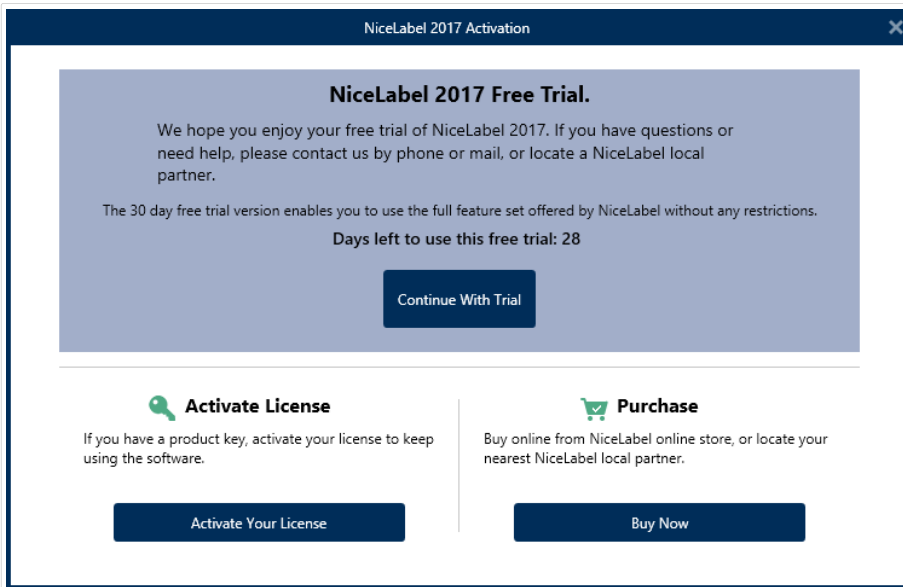 NiceLabel 2017 Activation
NiceLabel 2017 Free Trial.
We hope you enjoy your free trial of NiceLabel 2017. If you have questions or
need help, please contact us by phone or mail, or locate a NiceLabel local
partner.
The 30 day free trial version enables you to use the full feature set offered by NiceLabel without any restrictions.
Days left to use this free trial: 28
Continue With Trial
Activate License
If you have a product key, activate your license to keep
using the software.
Activate Your License
Purchase
Buy online from NiceLabel online store, or locate your
nearest NiceLabel local partner.
Buy Now